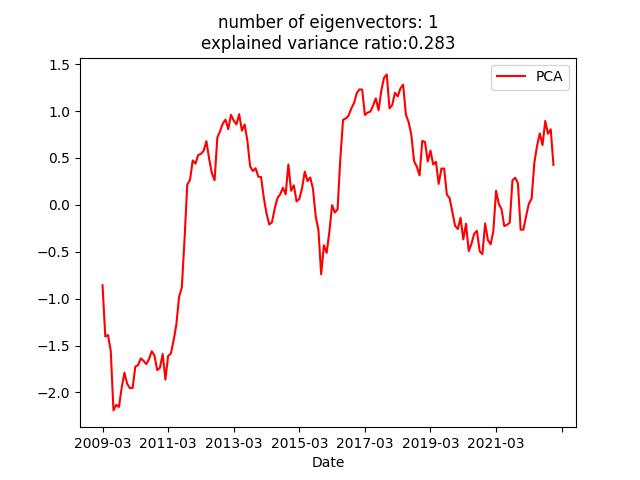 number of eigenvectors: 1
explained variance ratio:0.283
PCA
1.5
1.0
0.5
0.0
−0.5
−1.0
−1.5
−2.0
2009-03 2011-03 2013-03 2015-03 2017-03 2019-03 2021-03
Date